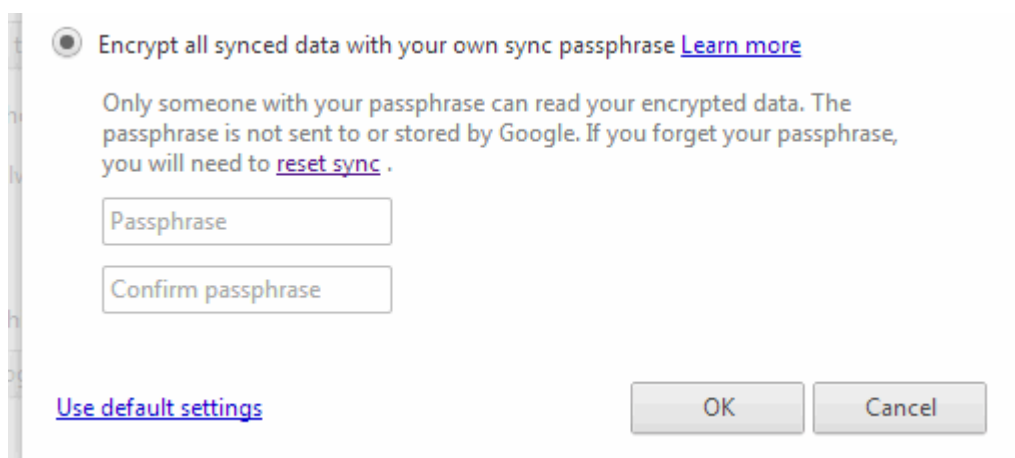 Encrypt all synced data with your own sync passphrase Learn more
Only someone with your passphrase can read your encrypted data. The
passphrase is not sent to or stored by Google. If you forget your passphrase,
you will need to reset sync .
Passphrase
Confirm passphrase
Use default settings
OK
Cancel